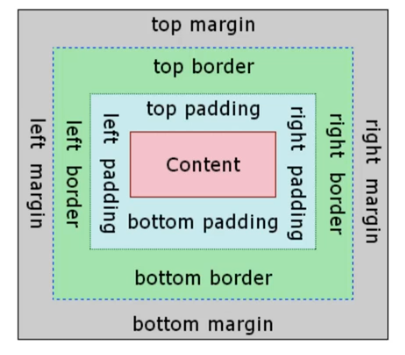 top margin
top border
top padding
left margin
left border
left padding
Content
right padding
right border
right margin
bottom padding
bottom border
bottom margin